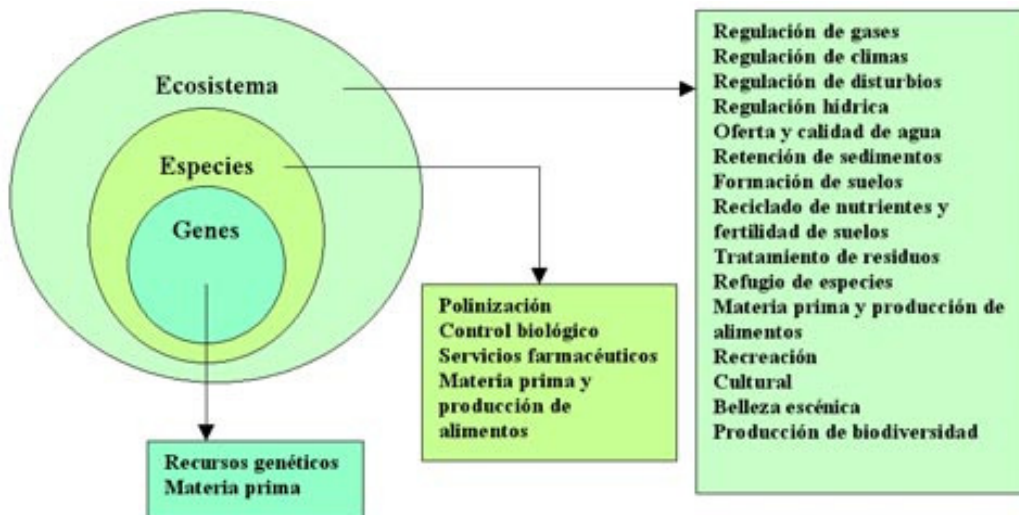 Ecosistema
Especies
Genes
Recursos genéticos
Materia prima
Polinización
Control biológico
Servicios farmacéuticos
Materia prima y
producción de
alimentos
Regulación de gases
Regulación de climas
Regulación de disturbios
Regulación hídrica
Oferta y calidad de agua
Retención de sedimentos
Formación de suelos
Reciclado de nutrientes y
fertilidad de suelos
Tratamiento de residuos
Refugio de especies
Materia prima y producción de
alimentos
Recreación
Cultural
Belleza escénica
Producción de biodiversidad